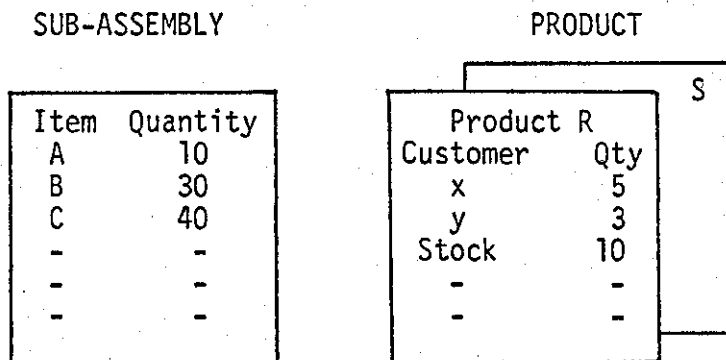 SUB-ASSEMBLY
Item Quantity
A 10
B 30
C 40
- -
- -
- -
PRODUCT
S
Product R
Customer Qty
x 5
y 3
Stock 10
- -
- -